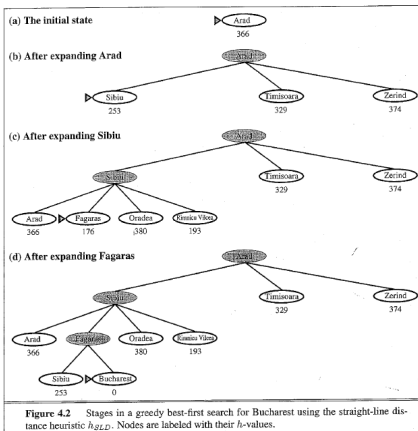 (a) The initial state
Arad
366
(b) After expanding Arad
Arad
Sibiu
Timisoara
Zerind
253
329
374
(c) After expanding Sibiu
Arad
Sibiu
Timisoara
Zerind
329
374
Arad
Fagaras
Oradea
Rimnicu Vilcea
366
176
380
193
(d) After expanding Fagaras
Arad
Sibiu
Timisoara
Zerind
329
374
Arad
Fagaras
Oradea
Rimnicu Vilcea
366
380
193
Sibiu
Bucharest
253
0
Figure 4.2 Stages in a greedy best-first search for Bucharest using the straight-line dis-
tance heuristic hSLD. Nodes are labeled with their h-values.